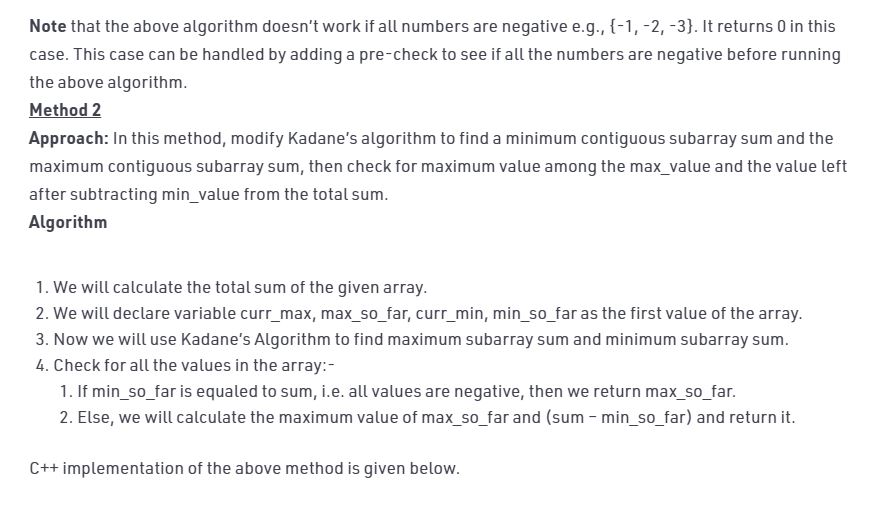 Note that the above algorithm doesn't work if all numbers are negative e.g., {-1, -2, -3}. It returns 0 in this
case. This case can be handled by adding a pre-check to see if all the numbers are negative before running
the above algorithm.
Method 2
Approach: In this method, modify Kadane's algorithm to find a minimum contiguous subarray sum and the
maximum contiguous subarray sum, then check for maximum value among the max_value and the value left
after subtracting min_value from the total sum.
Algorithm
1. We will calculate the total sum of the given array.
2. We will declare variable curr_max, max_so_far, curr_min, min_so_far as the first value of the array.
3. Now we will use Kadane's Algorithm to find maximum subarray sum and minimum subarray sum.
4. Check for all the values in the array:-
1. If min_so_far is equaled to sum, i.e. all values are negative, then we return max_so_far.
2. Else, we will calculate the maximum value of max_so_far and (sum – min_so_far) and return it.
C++ implementation of the above method is given below.